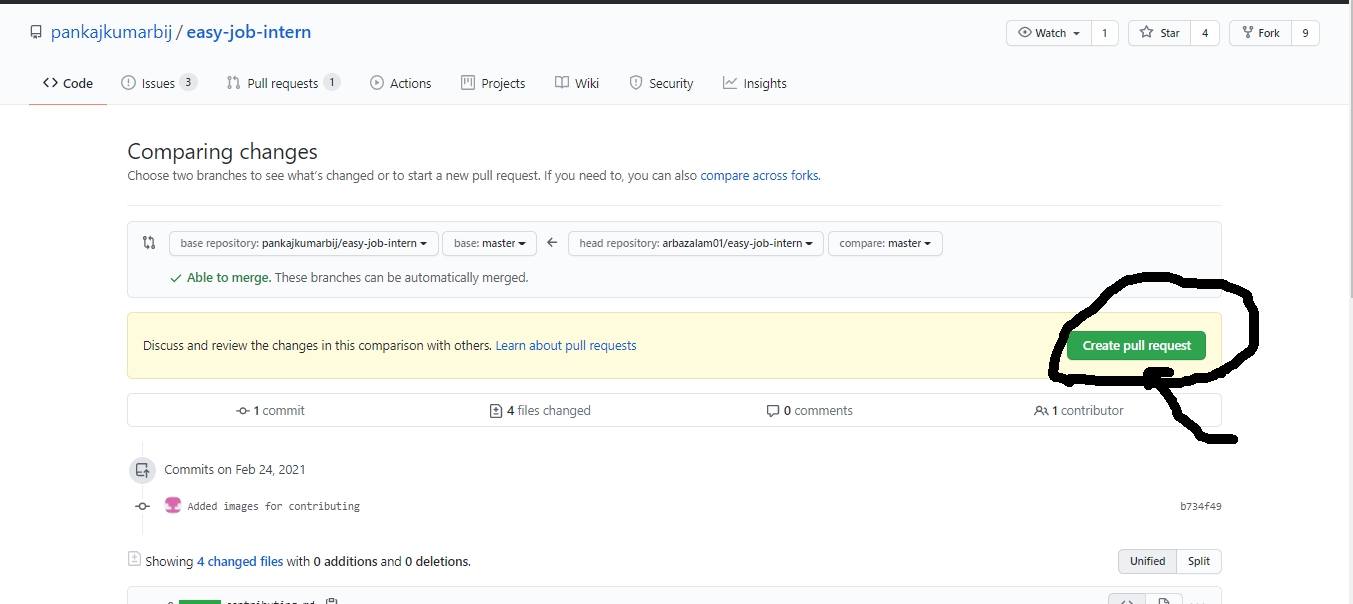 pankajkumarbij / easy-job-intern
Watch 1 Star 4 Fork 9
Code Issues 3 Pull requests 1 Actions Projects Wiki Security Insights
Comparing changes
Choose two branches to see what's changed or to start a new pull request. If you need to, you can also compare across forks.
base repository: pankajkumarbij/easy-job-intern base: master head repository: arbazalam01/easy-job-intern compare: master
Able to merge. These branches can be automatically merged.
Discuss and review the changes in this comparison with others. Learn about pull requests
Create pull request
1 commit 4 files changed 0 comments 1 contributor
Commits on Feb 24, 2021
Added images for contributing b734f49
Showing 4 changed files with 0 additions and 0 deletions.
Unified Split